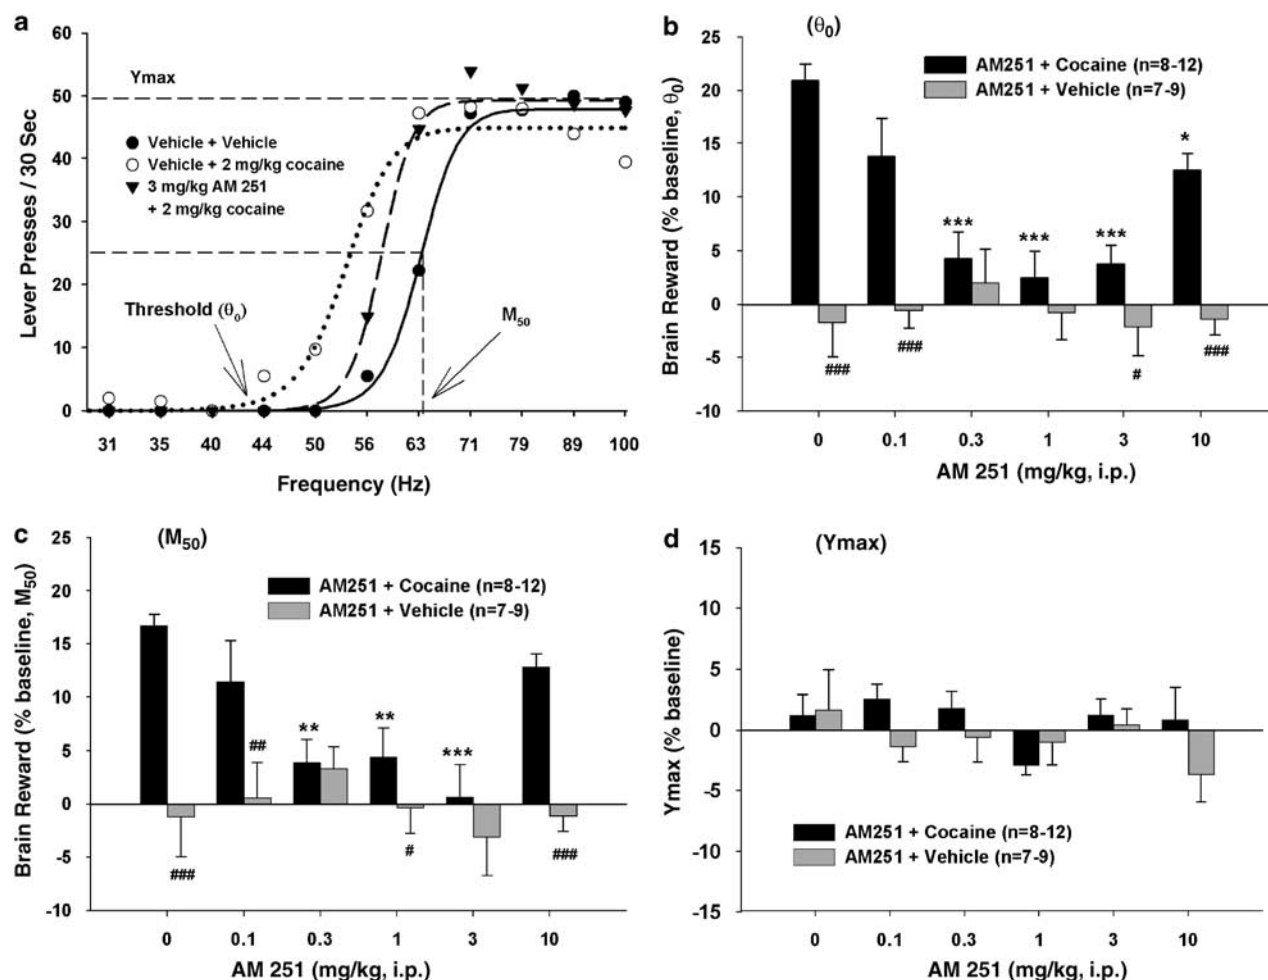 a
60
50
40
30
20
10
0
Lever Presses / 30 Sec
Ymax
Vehicle + Vehicle
Vehicle + 2 mg/kg cocaine
3 mg/kg AM 251
+ 2 mg/kg cocaine
Threshold (θ0)
M50
31 35 40 44 50 56 63 71 79 89 100
Frequency (Hz)
b (θ0)
25
20
15
10
5
0
-5
-10
Brain Reward (% baseline, θ0)
AM251 + Cocaine (n=8-12)
AM251 + Vehicle (n=7-9)
*
*** *** ***
### ### # ###
0 0.1 0.3 1 3 10
AM 251 (mg/kg, i.p.)
c (M50)
25
20
15
10
5
0
-5
-10
Brain Reward (% baseline, M50)
AM251 + Cocaine (n=8-12)
AM251 + Vehicle (n=7-9)
## ** ** ***
### # ###
0 0.1 0.3 1 3 10
AM 251 (mg/kg, i.p.)
d (Ymax)
15
10
5
0
-5
-10
-15
Ymax (% baseline)
AM251 + Cocaine (n=8-12)
AM251 + Vehicle (n=7-9)
0 0.1 0.3 1 3 10
AM 251 (mg/kg, i.p.)